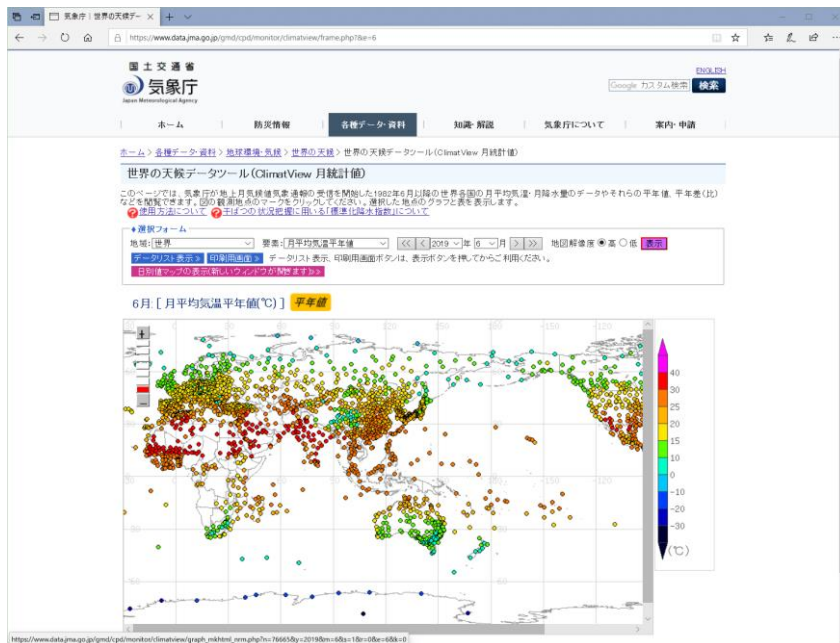 気象庁 | 世界の天候デー
https://www.data.jma.go.jp/gmd/cpd/monitor/climatview/frame.php?&e=6
国土交通省
気象庁
Japan Meteorological Agency
ENGLISH
Google カスタム検索 検索
ホーム 防災情報 各種データ・資料 知識・解説 気象庁について 案内・申請
ホーム > 各種データ・資料 > 地球環境・気候 > 世界の天候 > 世界の天候データツール(ClimatView 月統計値)
世界の天候データツール(ClimatView 月統計値)
このページでは、気象庁が地上月気候値気象通報の受信を開始した1982年6月以降の世界各国の月平均気温・月降水量のデータやそれらの平年値、平年差(比)
などを閲覧できます。図の観測地点のマークをクリックしてください。選択した地点のグラフと表を表示します。
使用方法について 干ばつの状況把握に用いる「標準化降水指数」について
◆選択フォーム
地域: 世界 要素: 月平均気温平年値 << < 2019 年 6 月 > >> 地図解像度 高 低 表示
データリスト表示 » 印刷用画面 » データリスト表示、印刷用画面ボタンは、表示ボタンを押してからご利用ください。
日別値マップの表示(新しいウィンドウが開きます)»
6月: [ 月平均気温平年値(℃) ] 平年値
0 30 60 90 120 150 180 -150 -120
40
30
25
20
15
10
0
-10
-20
-30
(℃)
https://www.data.jma.go.jp/gmd/cpd/monitor/climatview/graph_mkhtml_nrm.php?n=76665&y=2019&m=6&s=1&r=0&e=6&k=0